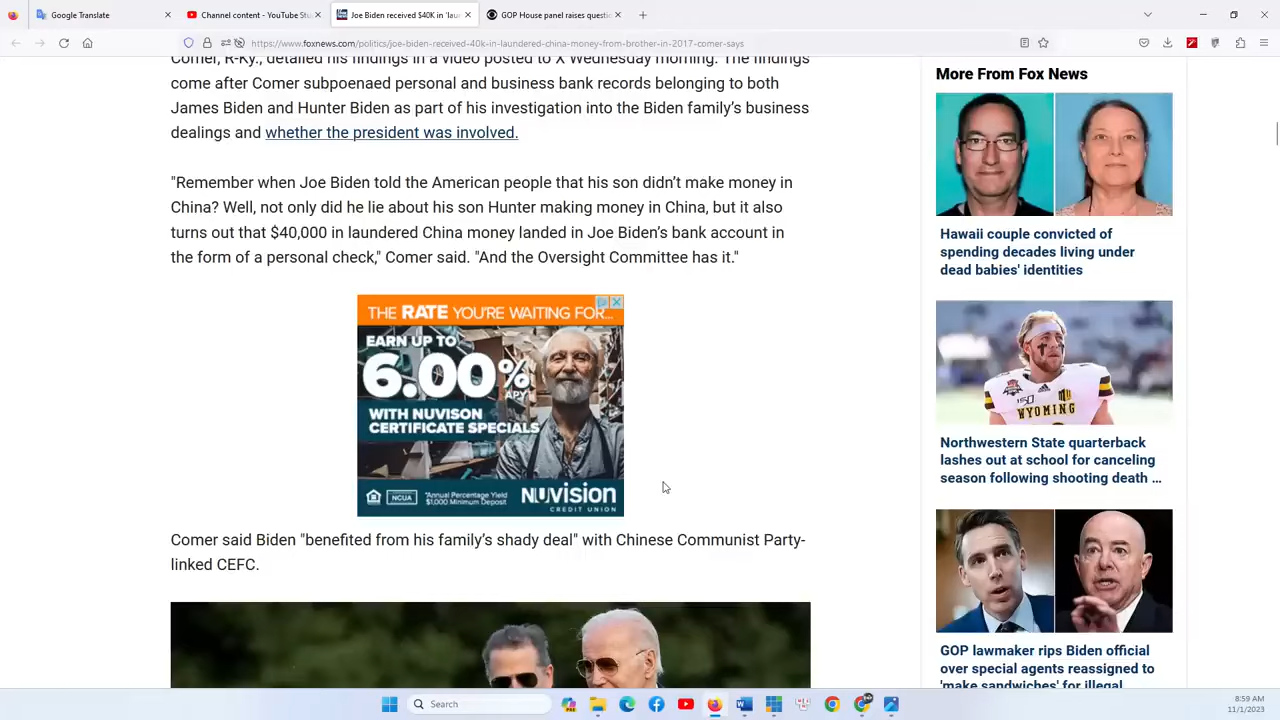 Google Translate
Channel content - YouTube Stu
Joe Biden received $40K in 'lau
GOP House panel raises questi
https://www.foxnews.com/politics/joe-biden-received-40k-in-laundered-china-money-from-brother-in-2017-comer-says
Comer, R-Ky., detailed his findings in a video posted to X Wednesday morning. The findings
come after Comer subpoenaed personal and business bank records belonging to both
James Biden and Hunter Biden as part of his investigation into the Biden family's business
dealings and whether the president was involved.
"Remember when Joe Biden told the American people that his son didn't make money in
China? Well, not only did he lie about his son Hunter making money in China, but it also
turns out that $40,000 in laundered China money landed in Joe Biden's bank account in
the form of a personal check," Comer said. "And the Oversight Committee has it."
THE RATE YOU'RE WAITING FOR...
EARN UP TO
6.00%
APY*
WITH NUVISON
CERTIFICATE SPECIALS
NCUA
*Annual Percentage Yield
$1,000 Minimum Deposit
NUVISION
CREDIT UNION
Comer said Biden "benefited from his family's shady deal" with Chinese Communist Party-
linked CEFC.
More From Fox News
Hawaii couple convicted of
spending decades living under
dead babies' identities
150
WYOMING
Northwestern State quarterback
lashes out at school for canceling
season following shooting death ...
GOP lawmaker rips Biden official
over special agents reassigned to
'make sandwiches' for illegal
Search
8:59 AM
11/1/2023